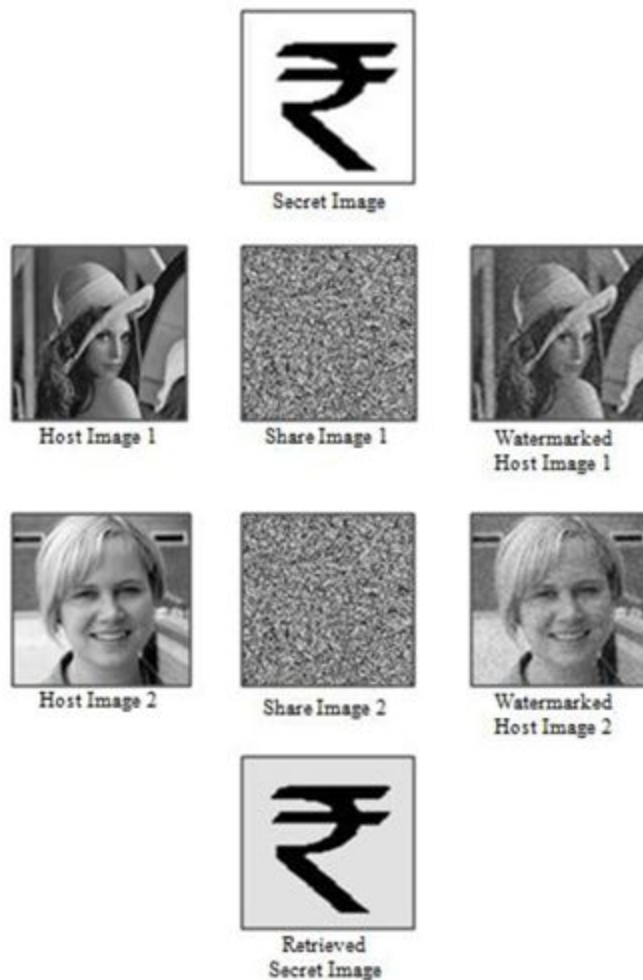 ₹
Secret Image
Host Image 1
Share Image 1
Watermarked
Host Image 1
Host Image 2
Share Image 2
Watermarked
Host Image 2
₹
Retrieved
Secret Image